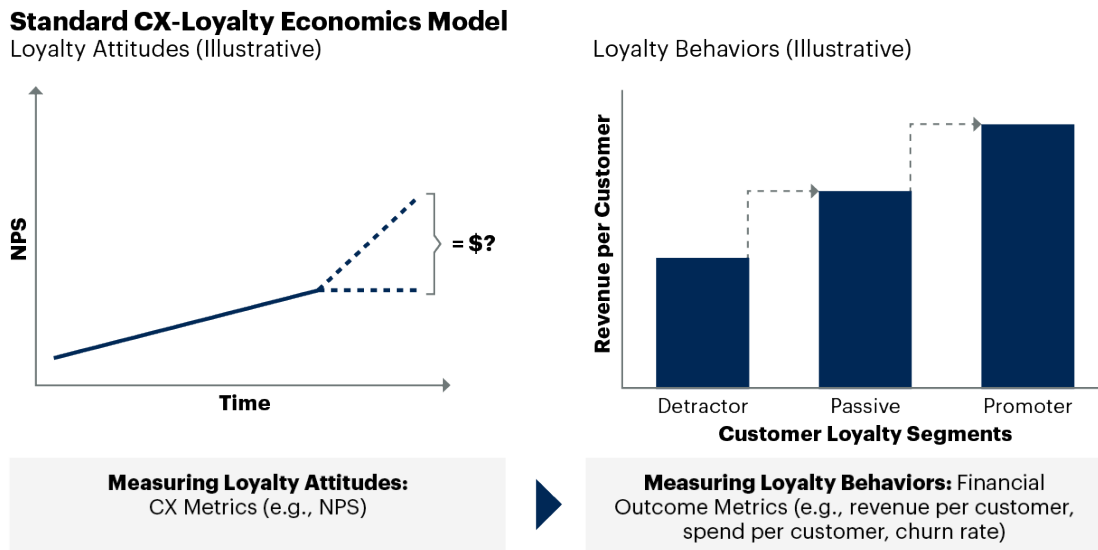 Standard CX-Loyalty Economics Model
Loyalty Attitudes (Illustrative)
NPS
= $?
Time
Loyalty Behaviors (Illustrative)
Revenue per Customer
Detractor
Passive
Promoter
Customer Loyalty Segments
Measuring Loyalty Attitudes:
CX Metrics (e.g., NPS)
Measuring Loyalty Behaviors: Financial
Outcome Metrics (e.g., revenue per customer,
spend per customer, churn rate)